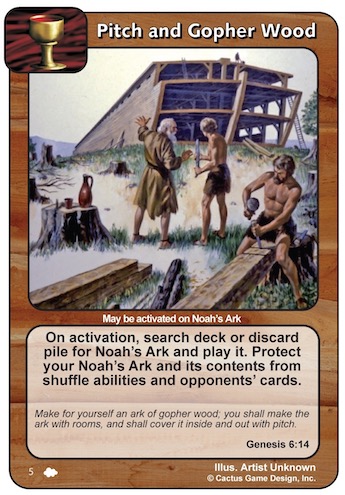 Pitch and Gopher Wood
May be activated on Noah's Ark
On activation, search deck or discard
pile for Noah's Ark and play it. Protect
your Noah's Ark and its contents from
shuffle abilities and opponents' cards.
Make for yourself an ark of gopher wood; you shall make
the ark with rooms, and shall cover it inside and out with pitch.
Genesis 6:14
5
Illus. Artist Unknown
© Cactus Game Design, Inc.